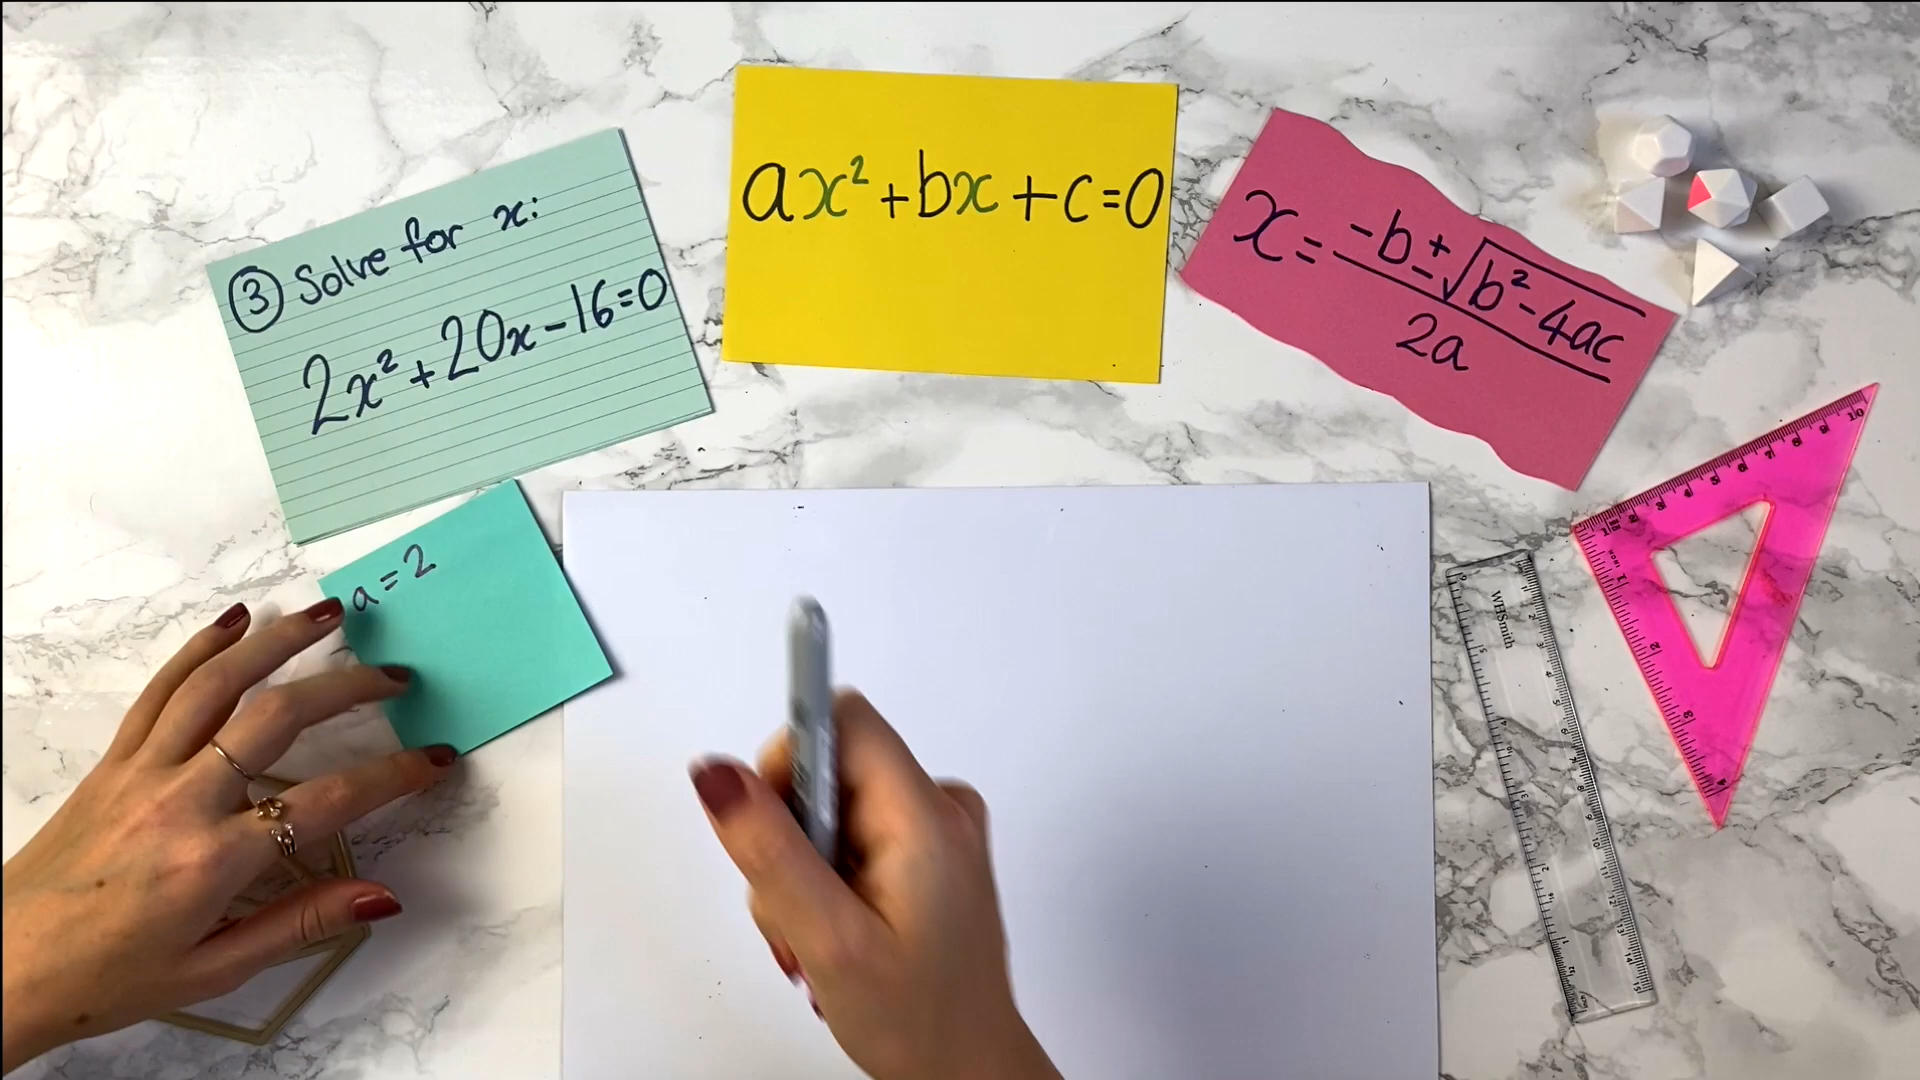 ③ Solve for x:
2x² + 20x - 16 = 0
ax² + bx + c = 0
x = -b ± √b² - 4ac
2a
a = 2
WHSmith